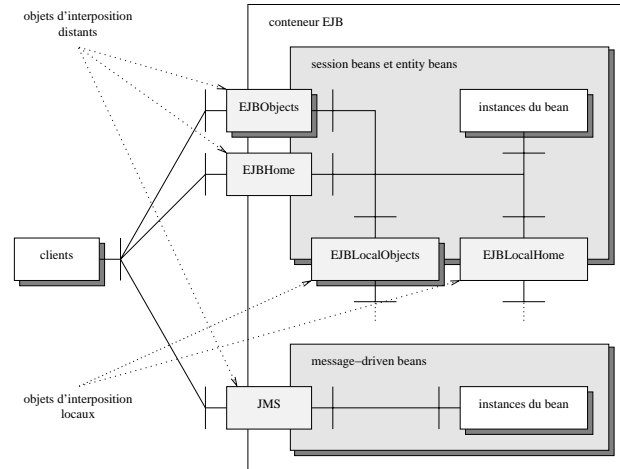 objets d'interposition
distants
conteneur EJB
session beans et entity beans
EJBObjects
instances du bean
EJBHome
clients
EJBLocalObjects
EJBLocalHome
message−driven beans
objets d'interposition
locaux
JMS
instances du bean